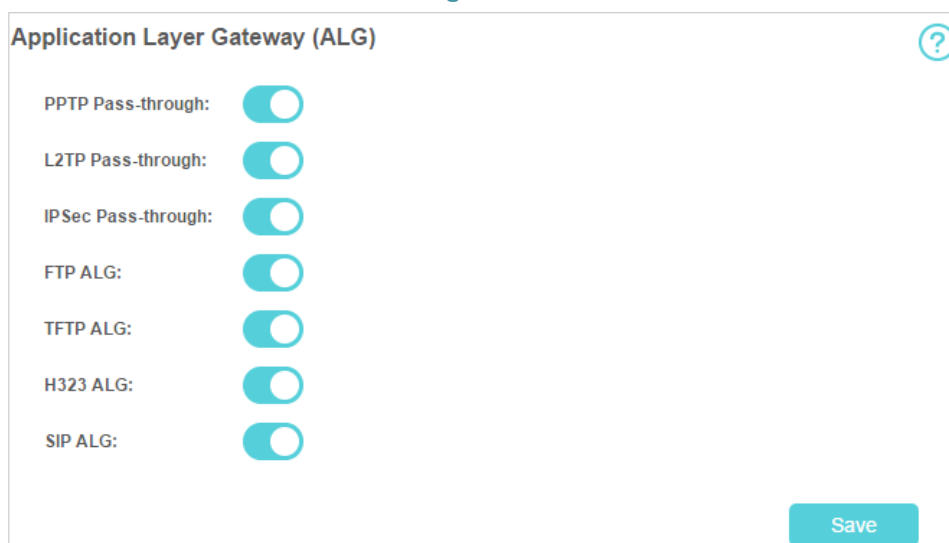 Application Layer Gateway (ALG)
?
PPTP Pass-through:
L2TP Pass-through:
IPSec Pass-through:
FTP ALG:
TFTP ALG:
H323 ALG:
SIP ALG:
Save